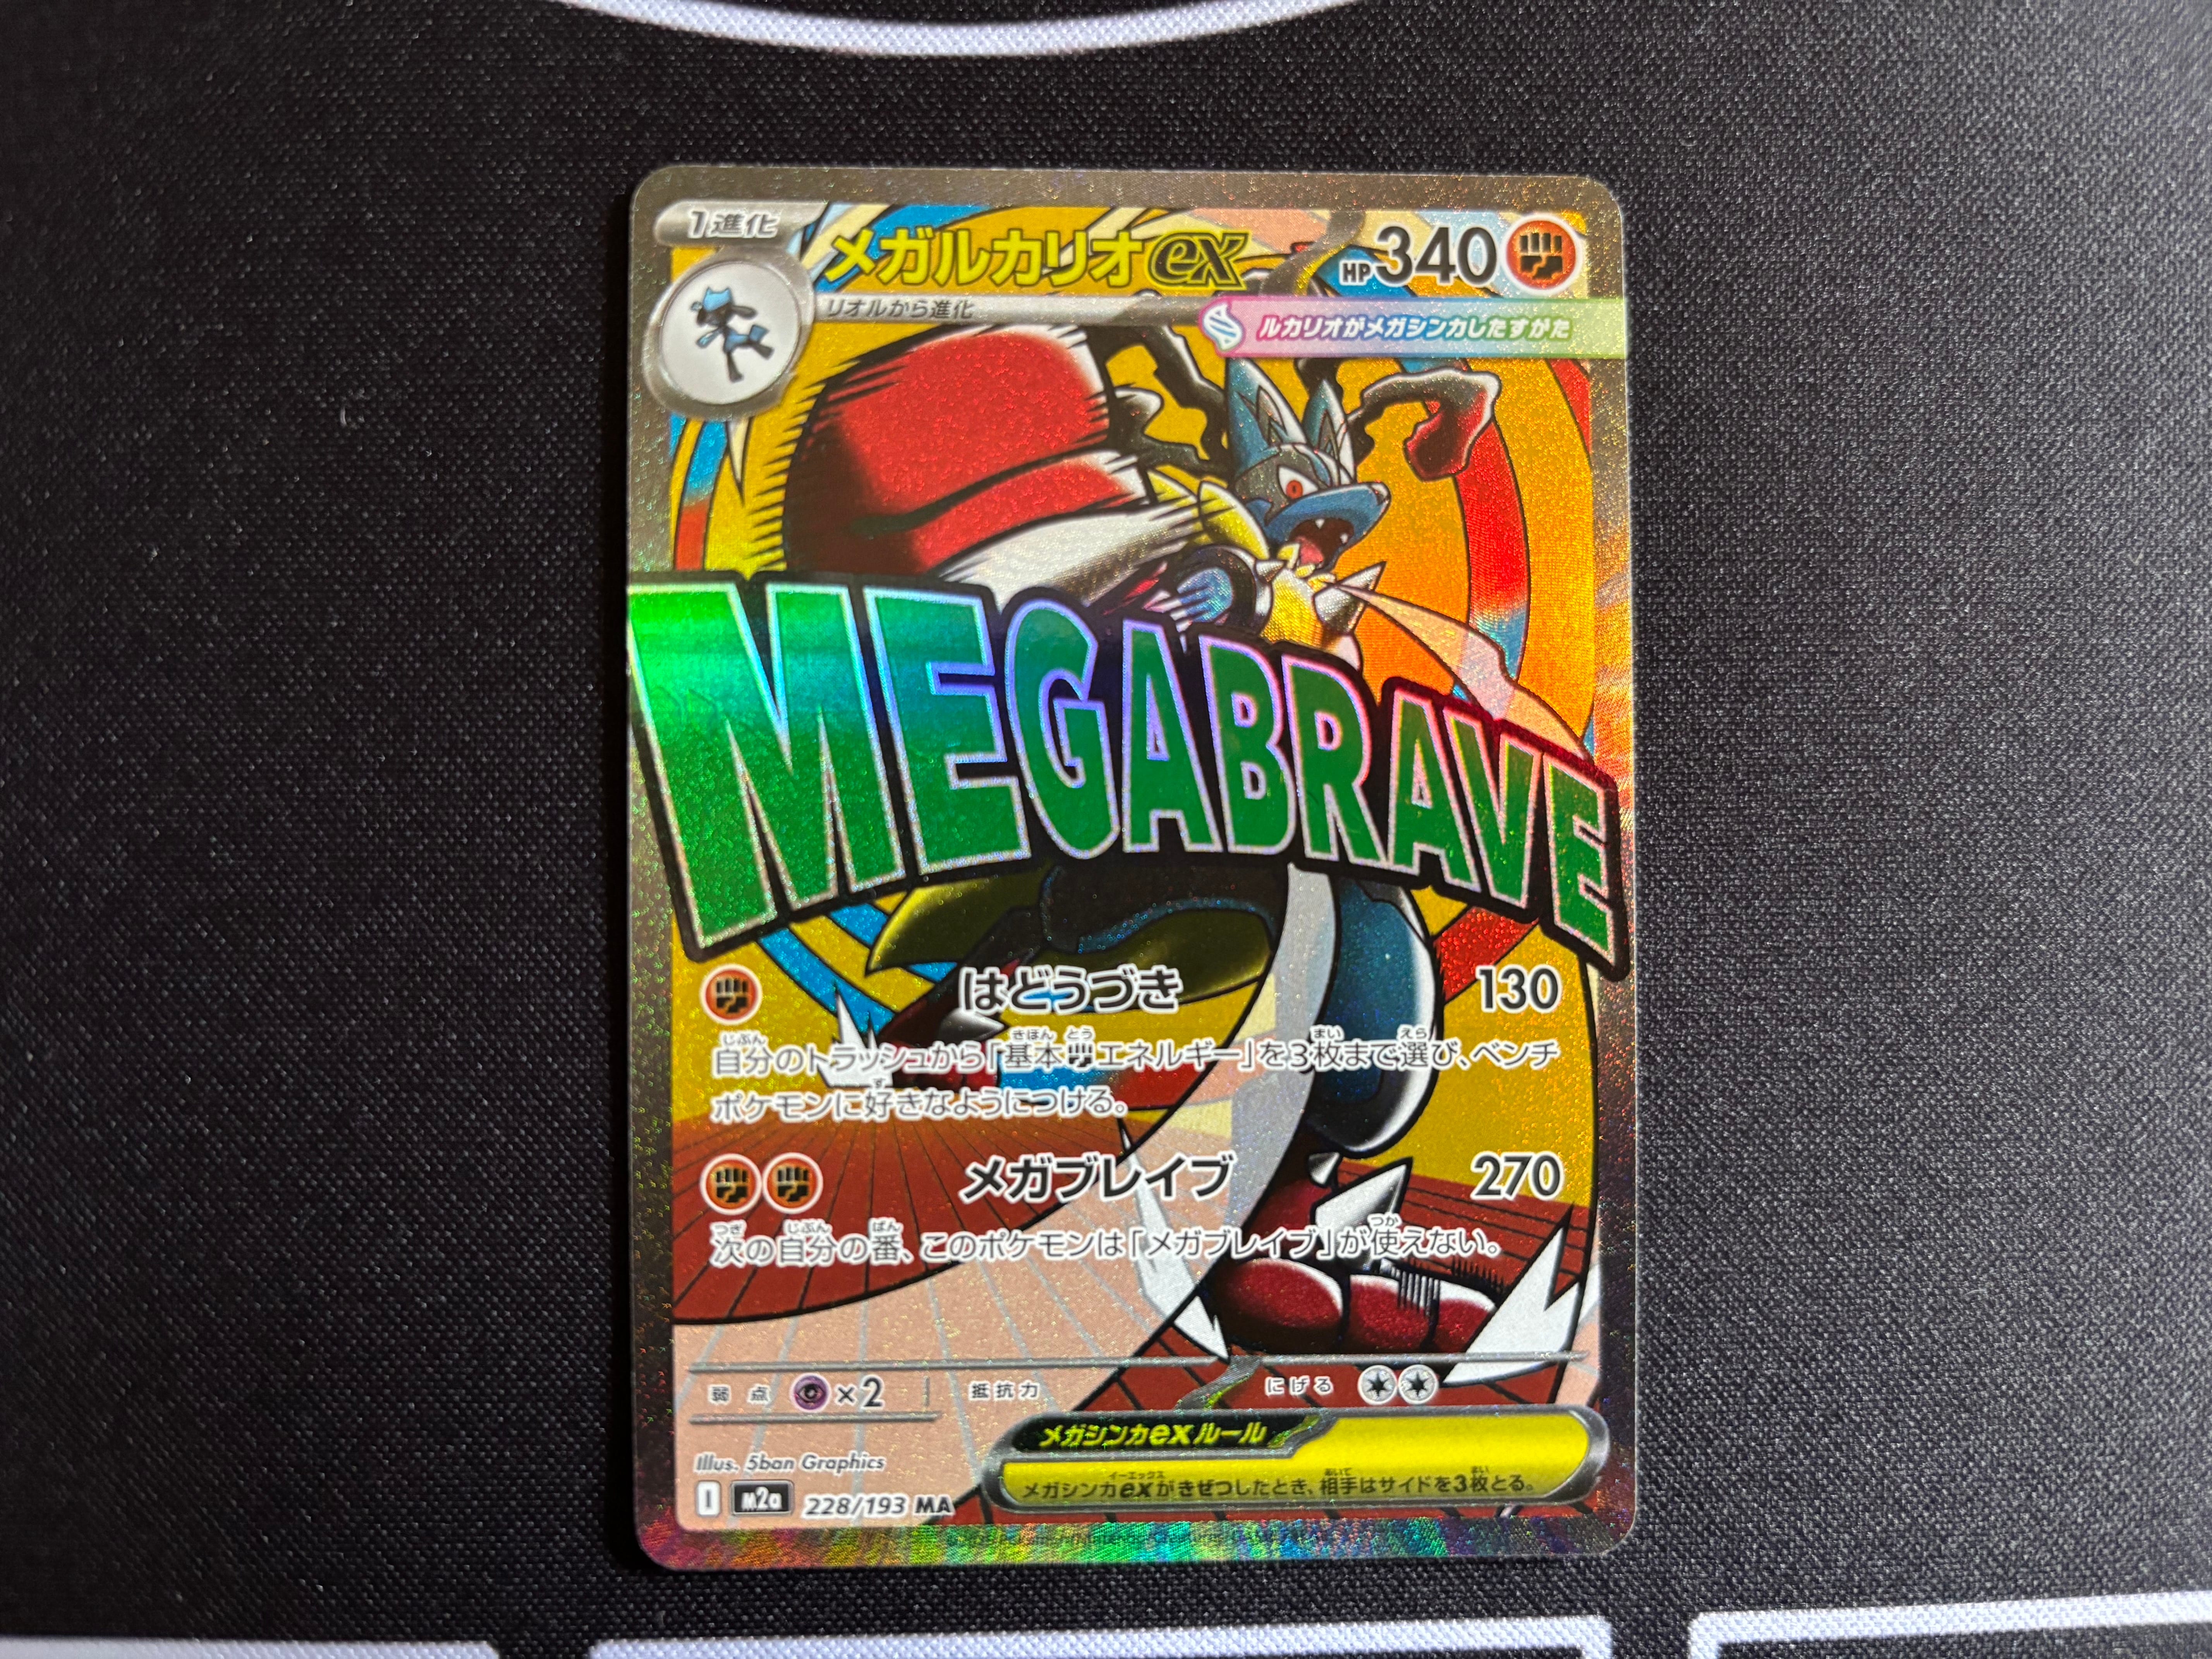 1進化
メガルカリオex
HP340
リオルから進化
ルカリオがメガシンカしたすがた
MEGABRAVE
はどうづき 130
自分のトラッシュから「基本エネルギー」を3枚まで選び、ベンチ
ポケモンに好きなようにつける。
メガブレイブ 270
次の自分の番、このポケモンは「メガブレイブ」が使えない。
弱点 ×2 抵抗力 にげる
メガシンカexルール
メガシンカexがきぜつしたとき、相手はサイドを3枚とる。
Illus. 5ban Graphics
I M2a 228/193 MA